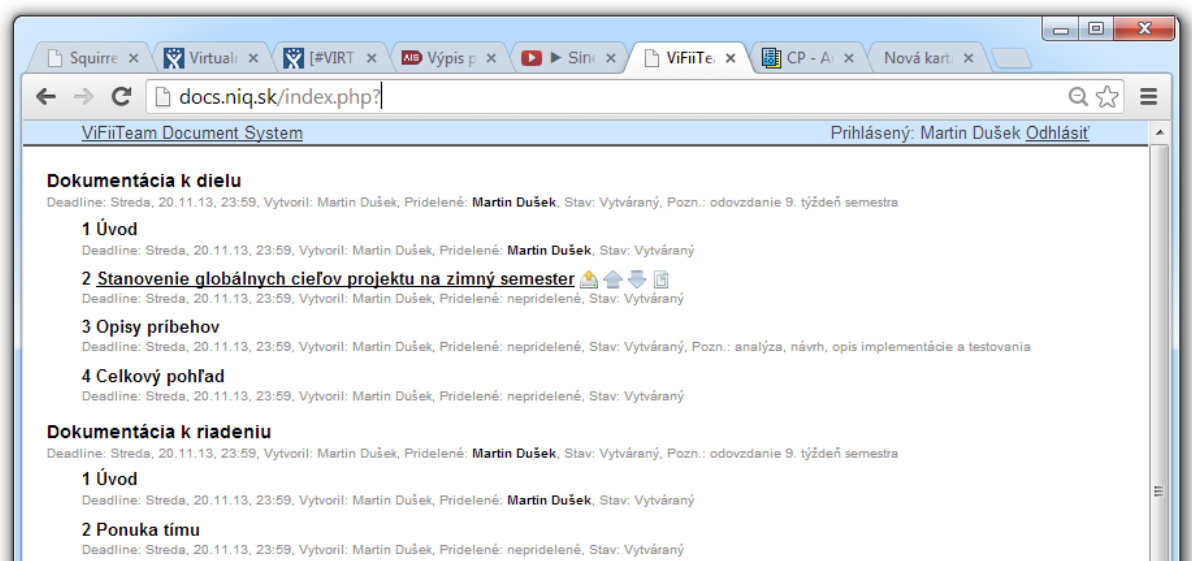 Squirre
Virtual
[#VIRT
AIS Výpis p
▶ Sin
ViFiiTe
CP - A
Nová kart
docs.niq.sk/index.php?
ViFiiTeam Document System Prihlásený: Martin Dušek Odhlásiť
Dokumentácia k dielu
Deadline: Streda, 20.11.13, 23:59, Vytvoril: Martin Dušek, Pridelené: Martin Dušek, Stav: Vytváraný, Pozn.: odovzdanie 9. týždeň semestra
1 Úvod
Deadline: Streda, 20.11.13, 23:59, Vytvoril: Martin Dušek, Pridelené: Martin Dušek, Stav: Vytváraný
2 Stanovenie globálnych cieľov projektu na zimný semester
Deadline: Streda, 20.11.13, 23:59, Vytvoril: Martin Dušek, Pridelené: nepridelené, Stav: Vytváraný
3 Opisy príbehov
Deadline: Streda, 20.11.13, 23:59, Vytvoril: Martin Dušek, Pridelené: nepridelené, Stav: Vytváraný, Pozn.: analýza, návrh, opis implementácie a testovania
4 Celkový pohľad
Deadline: Streda, 20.11.13, 23:59, Vytvoril: Martin Dušek, Pridelené: nepridelené, Stav: Vytváraný
Dokumentácia k riadeniu
Deadline: Streda, 20.11.13, 23:59, Vytvoril: Martin Dušek, Pridelené: Martin Dušek, Stav: Vytváraný, Pozn.: odovzdanie 9. týždeň semestra
1 Úvod
Deadline: Streda, 20.11.13, 23:59, Vytvoril: Martin Dušek, Pridelené: Martin Dušek, Stav: Vytváraný
2 Ponuka tímu
Deadline: Streda, 20.11.13, 23:59, Vytvoril: Martin Dušek, Pridelené: nepridelené, Stav: Vytváraný